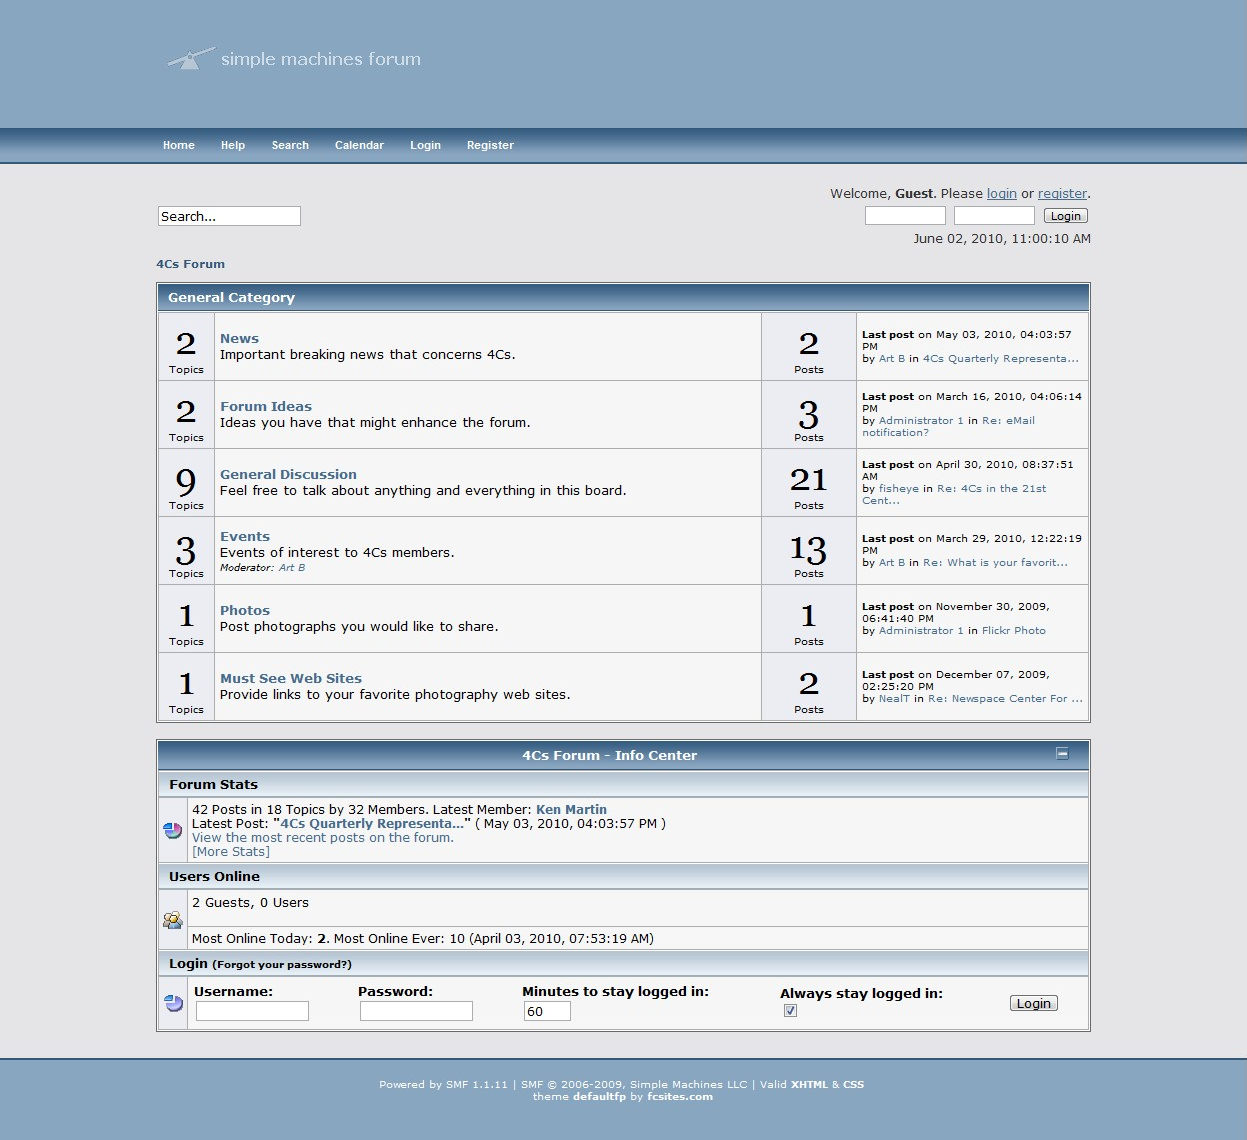 simple machines forum
Home Help Search Calendar Login Register
Welcome, Guest. Please login or register.
Search...
Login
June 02, 2010, 11:00:10 AM
4Cs Forum
General Category
2
Topics
News
Important breaking news that concerns 4Cs.
2
Posts
Last post on May 03, 2010, 04:03:57
PM
by Art B in 4Cs Quarterly Representa...
2
Topics
Forum Ideas
Ideas you have that might enhance the forum.
3
Posts
Last post on March 16, 2010, 04:06:14
PM
by Administrator 1 in Re: eMail
notification?
9
Topics
General Discussion
Feel free to talk about anything and everything in this board.
21
Posts
Last post on April 30, 2010, 08:37:51
AM
by fisheye in Re: 4Cs in the 21st
Cent...
3
Topics
Events
Events of interest to 4Cs members.
Moderator: Art B
13
Posts
Last post on March 29, 2010, 12:22:19
PM
by Art B in Re: What is your favorit...
1
Topics
Photos
Post photographs you would like to share.
1
Posts
Last post on November 30, 2009,
06:41:40 PM
by Administrator 1 in Flickr Photo
1
Topics
Must See Web Sites
Provide links to your favorite photography web sites.
2
Posts
Last post on December 07, 2009,
02:25:20 PM
by NealT in Re: Newspace Center For ...
4Cs Forum - Info Center
Forum Stats
42 Posts in 18 Topics by 32 Members. Latest Member: Ken Martin
Latest Post: "4Cs Quarterly Representa..." ( May 03, 2010, 04:03:57 PM )
View the most recent posts on the forum.
[More Stats]
Users Online
2 Guests, 0 Users
Most Online Today: 2. Most Online Ever: 10 (April 03, 2010, 07:53:19 AM)
Login (Forgot your password?)
Username: Password: Minutes to stay logged in: Always stay logged in:
60
Login
Powered by SMF 1.1.11 | SMF © 2006-2009, Simple Machines LLC | Valid XHTML & CSS
theme defaultfp by fcsites.com